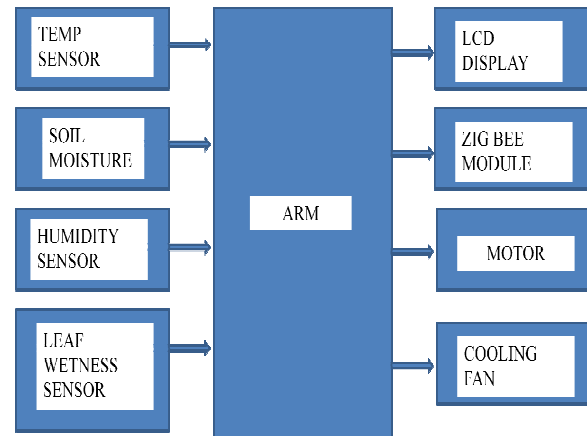 TEMP
SENSOR
SOIL
MOISTURE
HUMIDITY
SENSOR
LEAF
WETNESS
SENSOR
ARM
LCD
DISPLAY
ZIG BEE
MODULE
MOTOR
COOLING
FAN